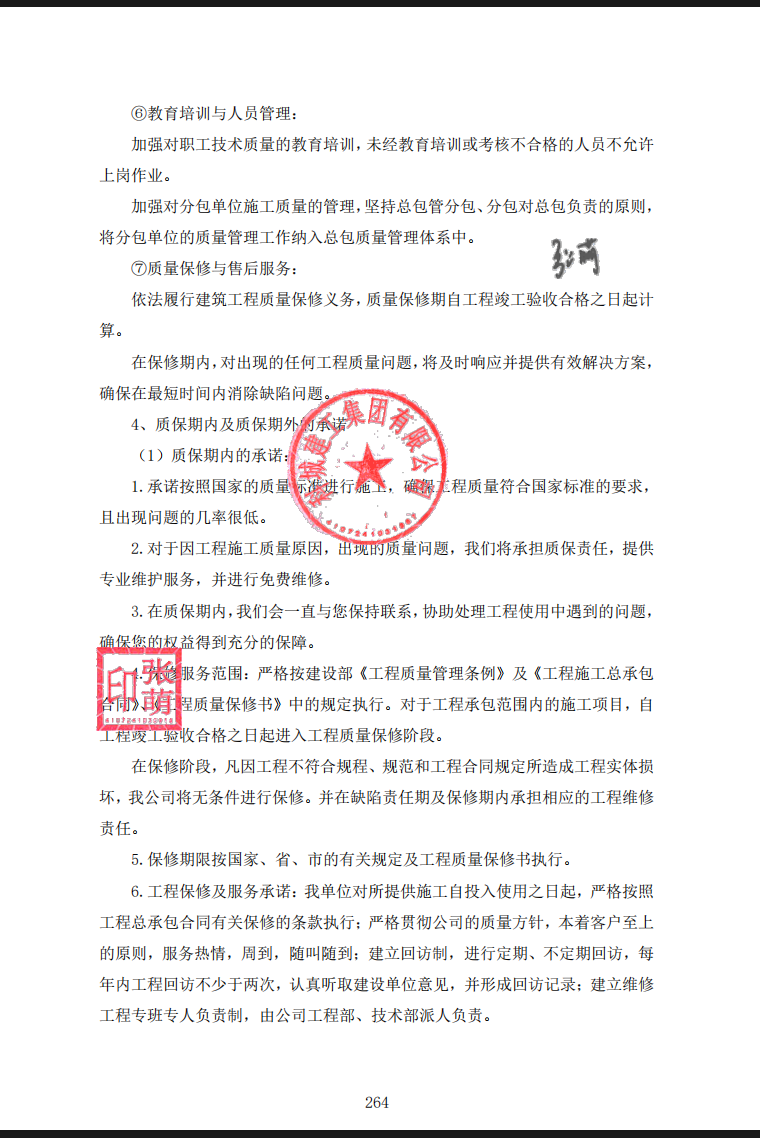 ⑥教育培训与人员管理：
加强对职工技术质量的教育培训，未经教育培训或考核不合格的人员不允许
上岗作业。
加强对分包单位施工质量的管理，坚持总包管分包、分包对总包负责的原则，
将分包单位的质量管理工作纳入总包质量管理体系中。
张萌
⑦质量保修与售后服务：
依法履行建筑工程质量保修义务，质量保修期自工程竣工验收合格之日起计
算。
在保修期内，对出现的任何工程质量问题，将及时响应并提供有效解决方案，
确保在最短时间内消除缺陷问题。
4、质保期内及质保期外的承诺
（1）质保期内的承诺：
城建工集团有限公司
1.承诺按照国家的质量标准进行施工，确保工程质量符合国家标准的要求，
且出现问题的几率很低。
2.对于因工程施工质量原因，出现的质量问题，我们将承担质保责任，提供
专业维护服务，并进行免费维修。
3.在质保期内，我们会一直与您保持联系，协助处理工程使用中遇到的问题，
确保您的权益得到充分的保障。
张萌印
4.保修服务范围：严格按建设部《工程质量管理条例》及《工程施工总承包
合同》、《工程质量保修书》中的规定执行。对于工程承包范围内的施工项目，自
工程竣工验收合格之日起进入工程质量保修阶段。
在保修阶段，凡因工程不符合规程、规范和工程合同规定所造成工程实体损
坏，我公司将无条件进行保修。并在缺陷责任期及保修期内承担相应的工程维修
责任。
5.保修期限按国家、省、市的有关规定及工程质量保修书执行。
6.工程保修及服务承诺：我单位对所提供施工自投入使用之日起，严格按照
工程总承包合同有关保修的条款执行；严格贯彻公司的质量方针，本着客户至上
的原则，服务热情，周到，随叫随到；建立回访制，进行定期、不定期回访，每
年内工程回访不少于两次，认真听取建设单位意见，并形成回访记录；建立维修
工程专班专人负责制，由公司工程部、技术部派人负责。
264